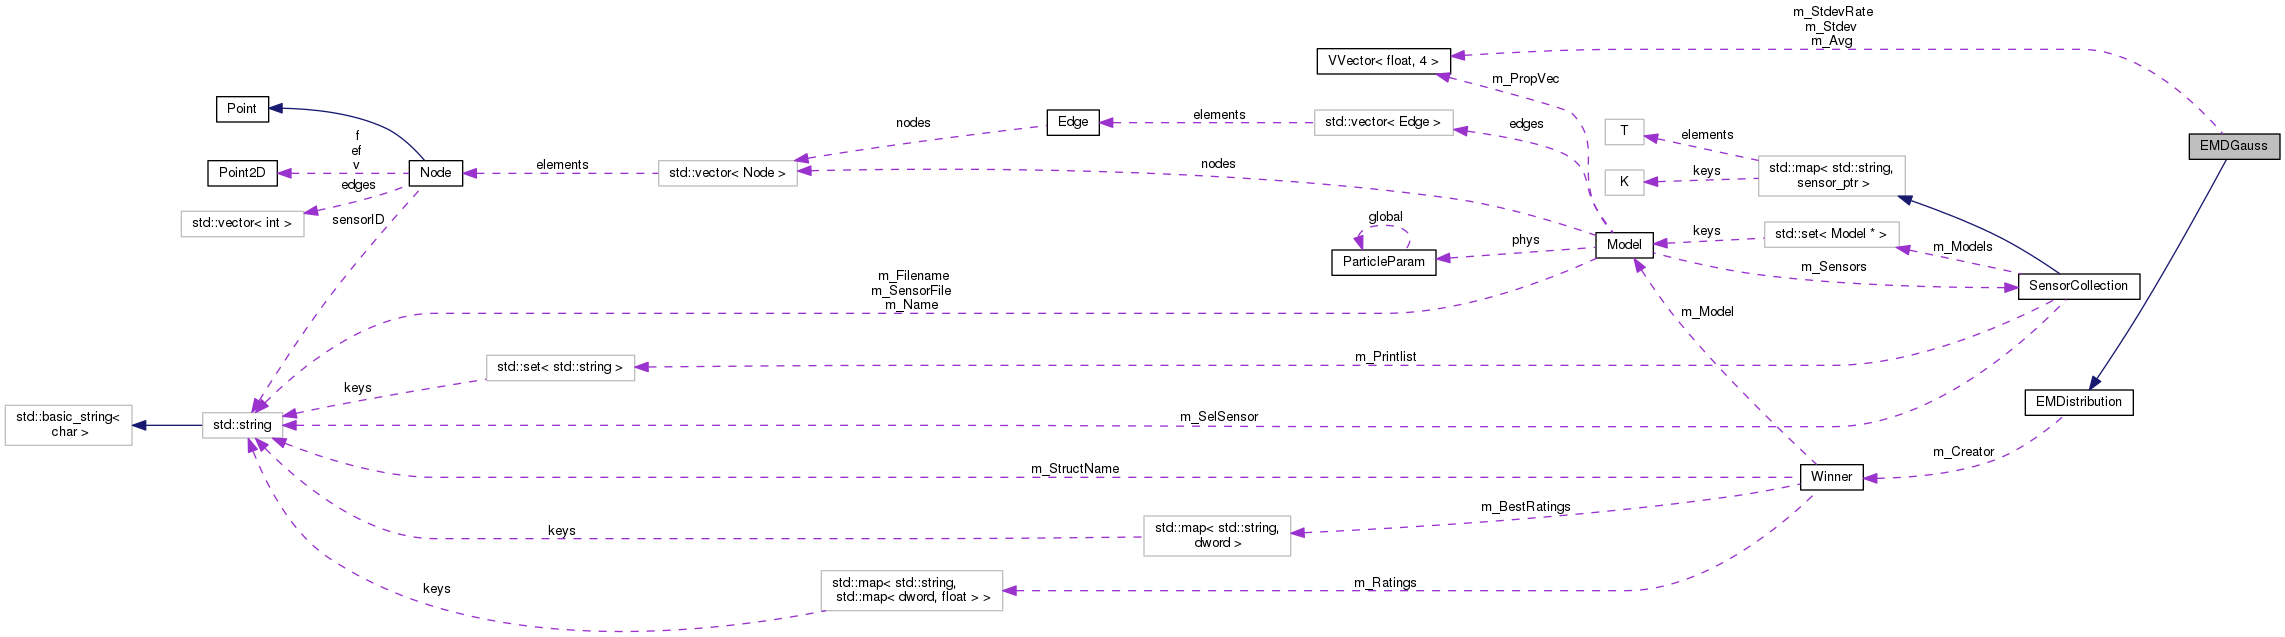 m_StdevRate
m_Stdev
m_Avg
VVector< float, 4 >
m_PropVec
Point
nodes
Edge
elements
std::vector< Edge >
edges
T
elements
EMDGauss
f
ef
v
Point2D
Node
elements
std::vector< Node >
nodes
K
keys
std::map< std::string,
sensor_ptr >
edges
std::vector< int >
sensorID
global
ParticleParam
phys
Model
keys
std::set< Model * >
m_Models
m_Sensors
SensorCollection
m_Filename
m_SensorFile
m_Name
m_Model
std::set< std::string >
m_Printlist
keys
EMDistribution
std::basic_string<
char >
std::string
m_SelSensor
m_Creator
m_StructName
Winner
m_BestRatings
keys
std::map< std::string,
dword >
keys
std::map< std::string,
std::map< dword, float > >
m_Ratings